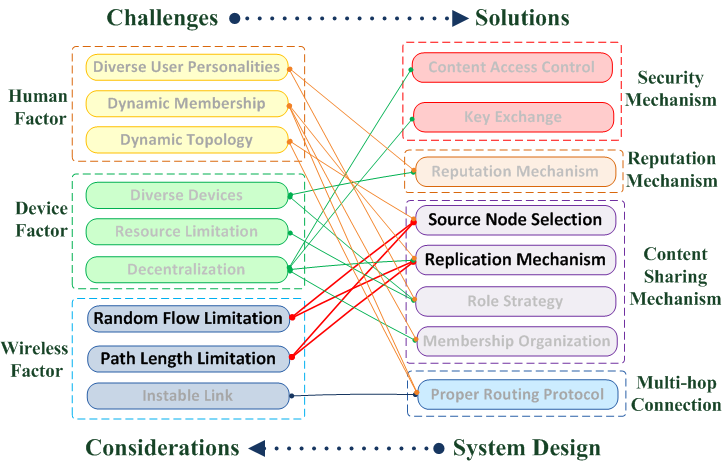 Challenges
Solutions
Human
Factor
Diverse User Personalities
Dynamic Membership
Dynamic Topology
Device
Factor
Diverse Devices
Resource Limitation
Decentralization
Wireless
Factor
Random Flow Limitation
Path Length Limitation
Instable Link
Content Access Control
Key Exchange
Security
Mechanism
Reputation Mechanism
Reputation
Mechanism
Source Node Selection
Replication Mechanism
Role Strategy
Membership Organization
Content
Sharing
Mechanism
Proper Routing Protocol
Multi-hop
Connection
Considerations
System Design